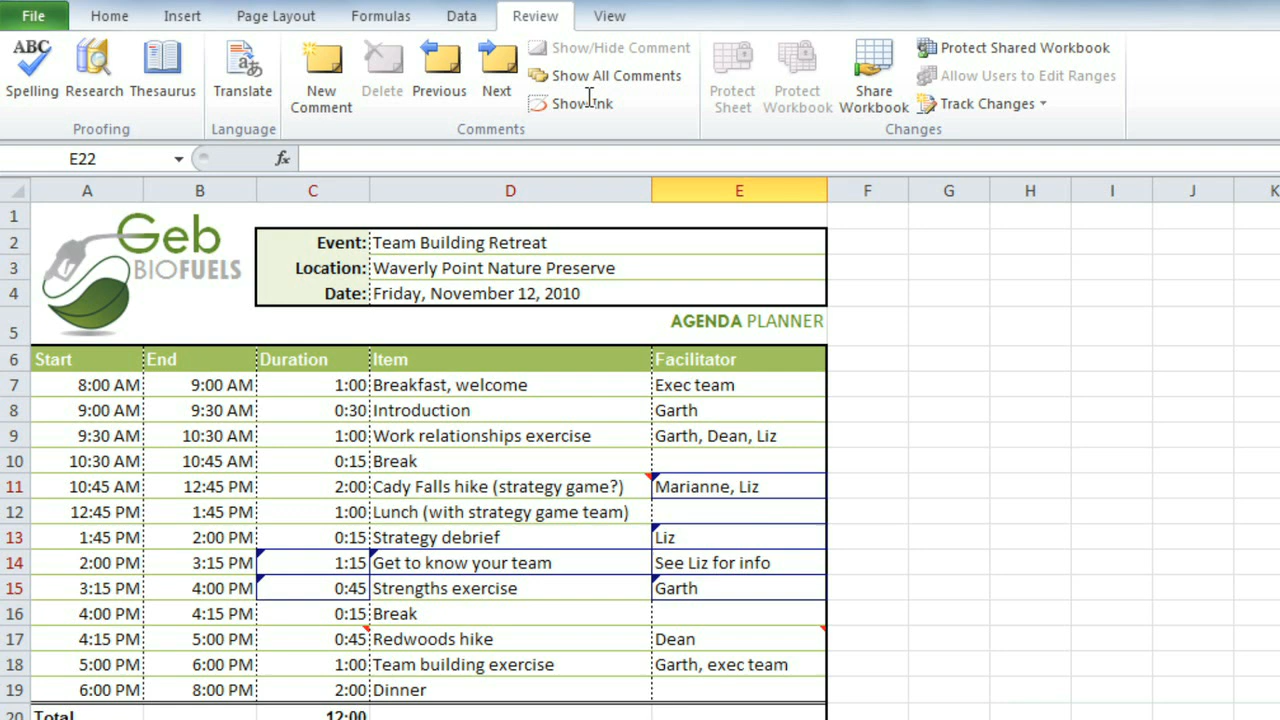 File Home Insert Page Layout Formulas Data Review View
ABC Show/Hide Comment Protect Shared Workbook
Show All Comments Allow Users to Edit Ranges
Spelling Research Thesaurus Translate New Comment Delete Previous Next Protect Sheet Protect Workbook Share Workbook
Show Ink Track Changes
Proofing Language Comments Changes
E22 fx
A B C D E F G H I J K
1 Geb
BIOFUELS
2 Event: Team Building Retreat
3 Location: Waverly Point Nature Preserve
4 Date: Friday, November 12, 2010
5 AGENDA PLANNER
6 Start End Duration Item Facilitator
7 8:00 AM 9:00 AM 1:00 Breakfast, welcome Exec team
8 9:00 AM 9:30 AM 0:30 Introduction Garth
9 9:30 AM 10:30 AM 1:00 Work relationships exercise Garth, Dean, Liz
10 10:30 AM 10:45 AM 0:15 Break
11 10:45 AM 12:45 PM 2:00 Cady Falls hike (strategy game?) Marianne, Liz
12 12:45 PM 1:45 PM 1:00 Lunch (with strategy game team)
13 1:45 PM 2:00 PM 0:15 Strategy debrief Liz
14 2:00 PM 3:15 PM 1:15 Get to know your team See Liz for info
15 3:15 PM 4:00 PM 0:45 Strengths exercise Garth
16 4:00 PM 4:15 PM 0:15 Break
17 4:15 PM 5:00 PM 0:45 Redwoods hike Dean
18 5:00 PM 6:00 PM 1:00 Team building exercise Garth, exec team
19 6:00 PM 8:00 PM 2:00 Dinner
20 Total 12:00